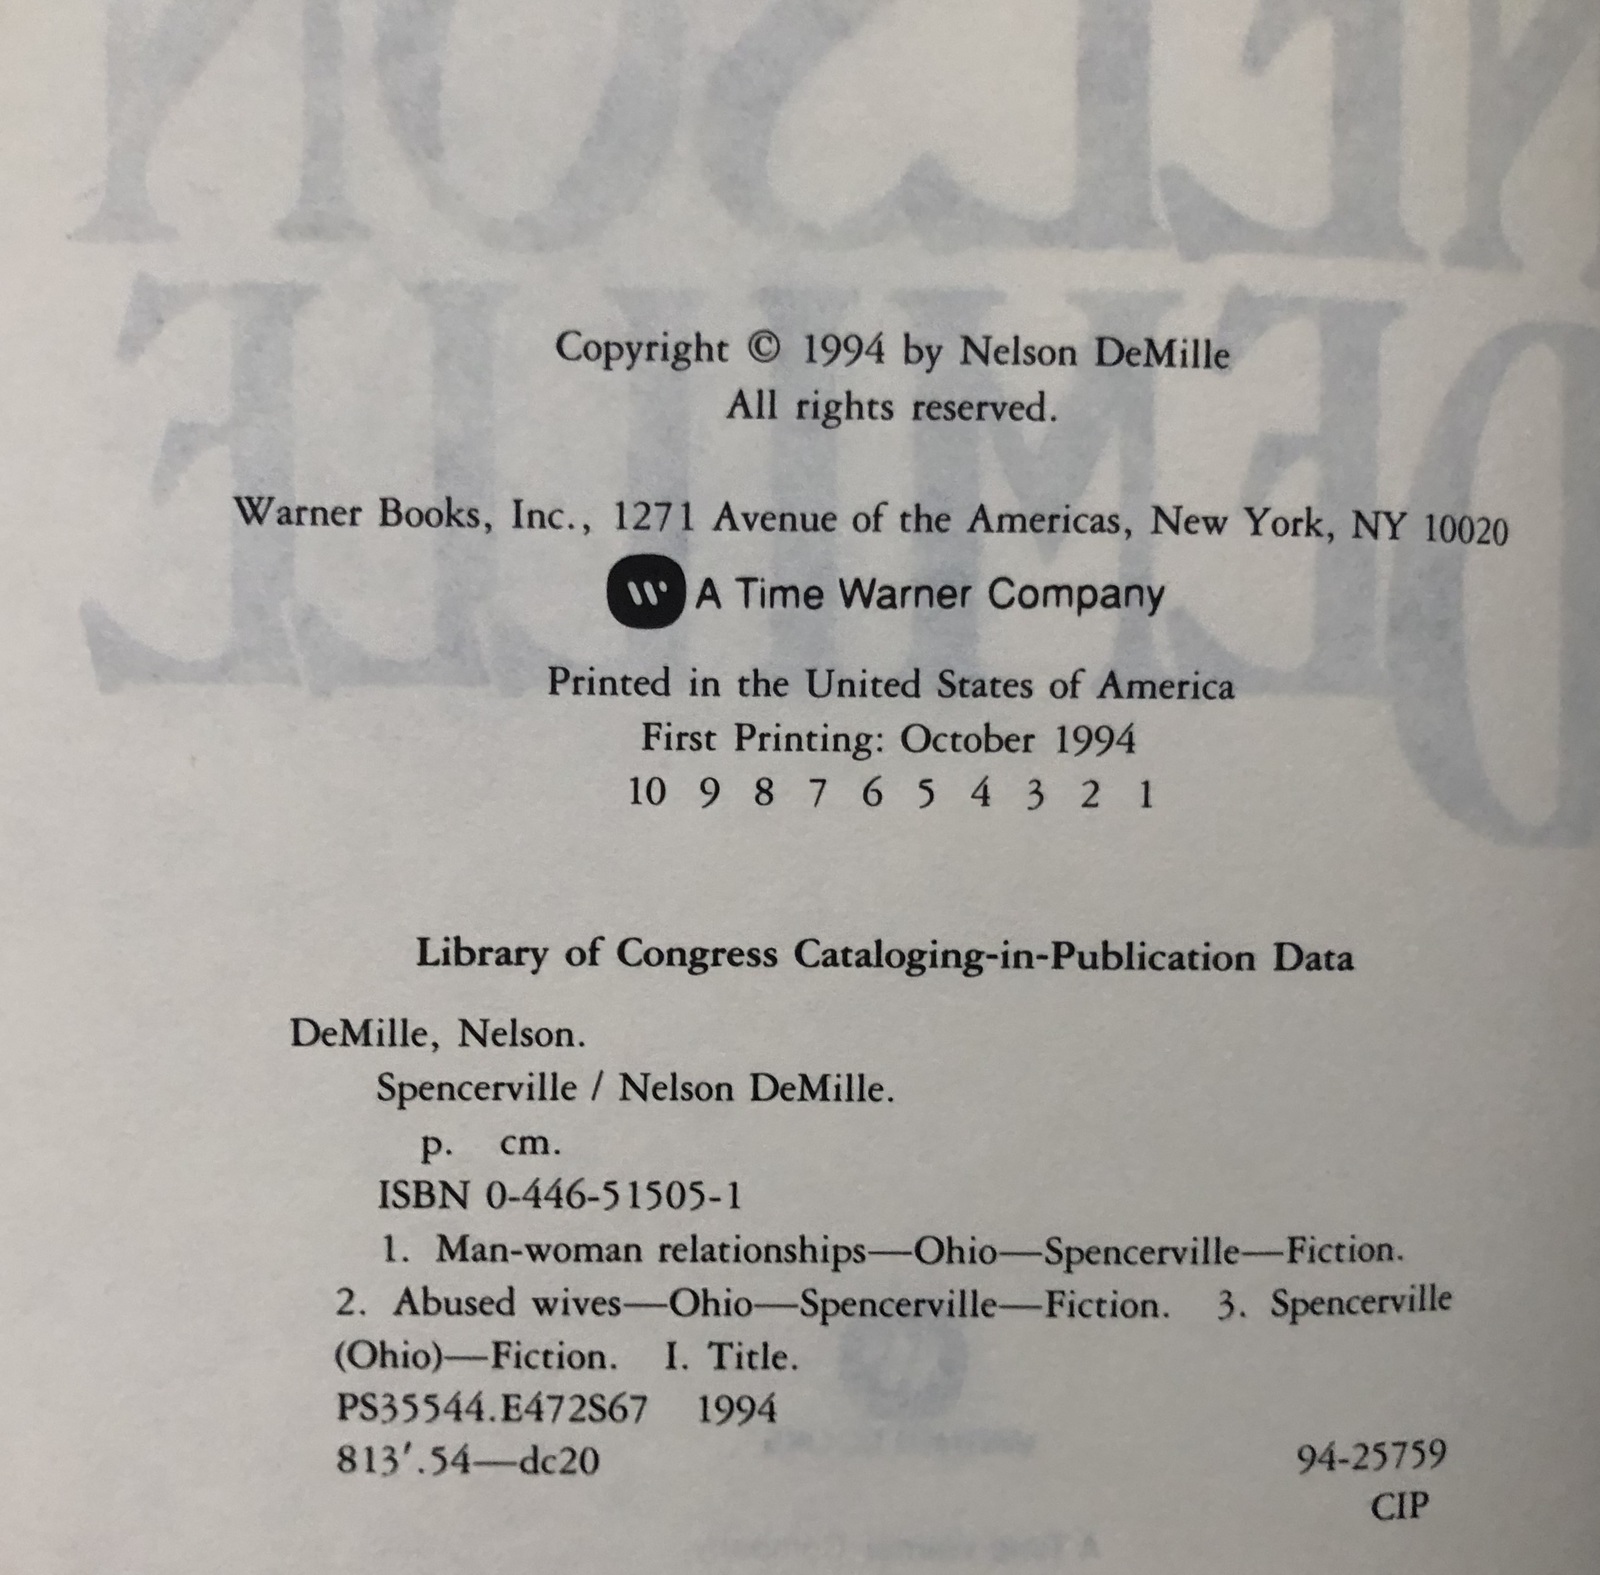 Copyright © 1994 by Nelson DeMille
All rights reserved.
Warner Books, Inc., 1271 Avenue of the Americas, New York, NY 10020
W A Time Warner Company
Printed in the United States of America
First Printing: October 1994
10 9 8 7 6 5 4 3 2 1
Library of Congress Cataloging-in-Publication Data
DeMille, Nelson.
Spencerville / Nelson DeMille.
p. cm.
ISBN 0-446-51505-1
1. Man-woman relationships—Ohio—Spencerville—Fiction.
2. Abused wives—Ohio—Spencerville—Fiction. 3. Spencerville
(Ohio)—Fiction. I. Title.
PS35544.E472S67 1994
813′.54—dc20 94-25759
CIP
NELSON
DEMILLE